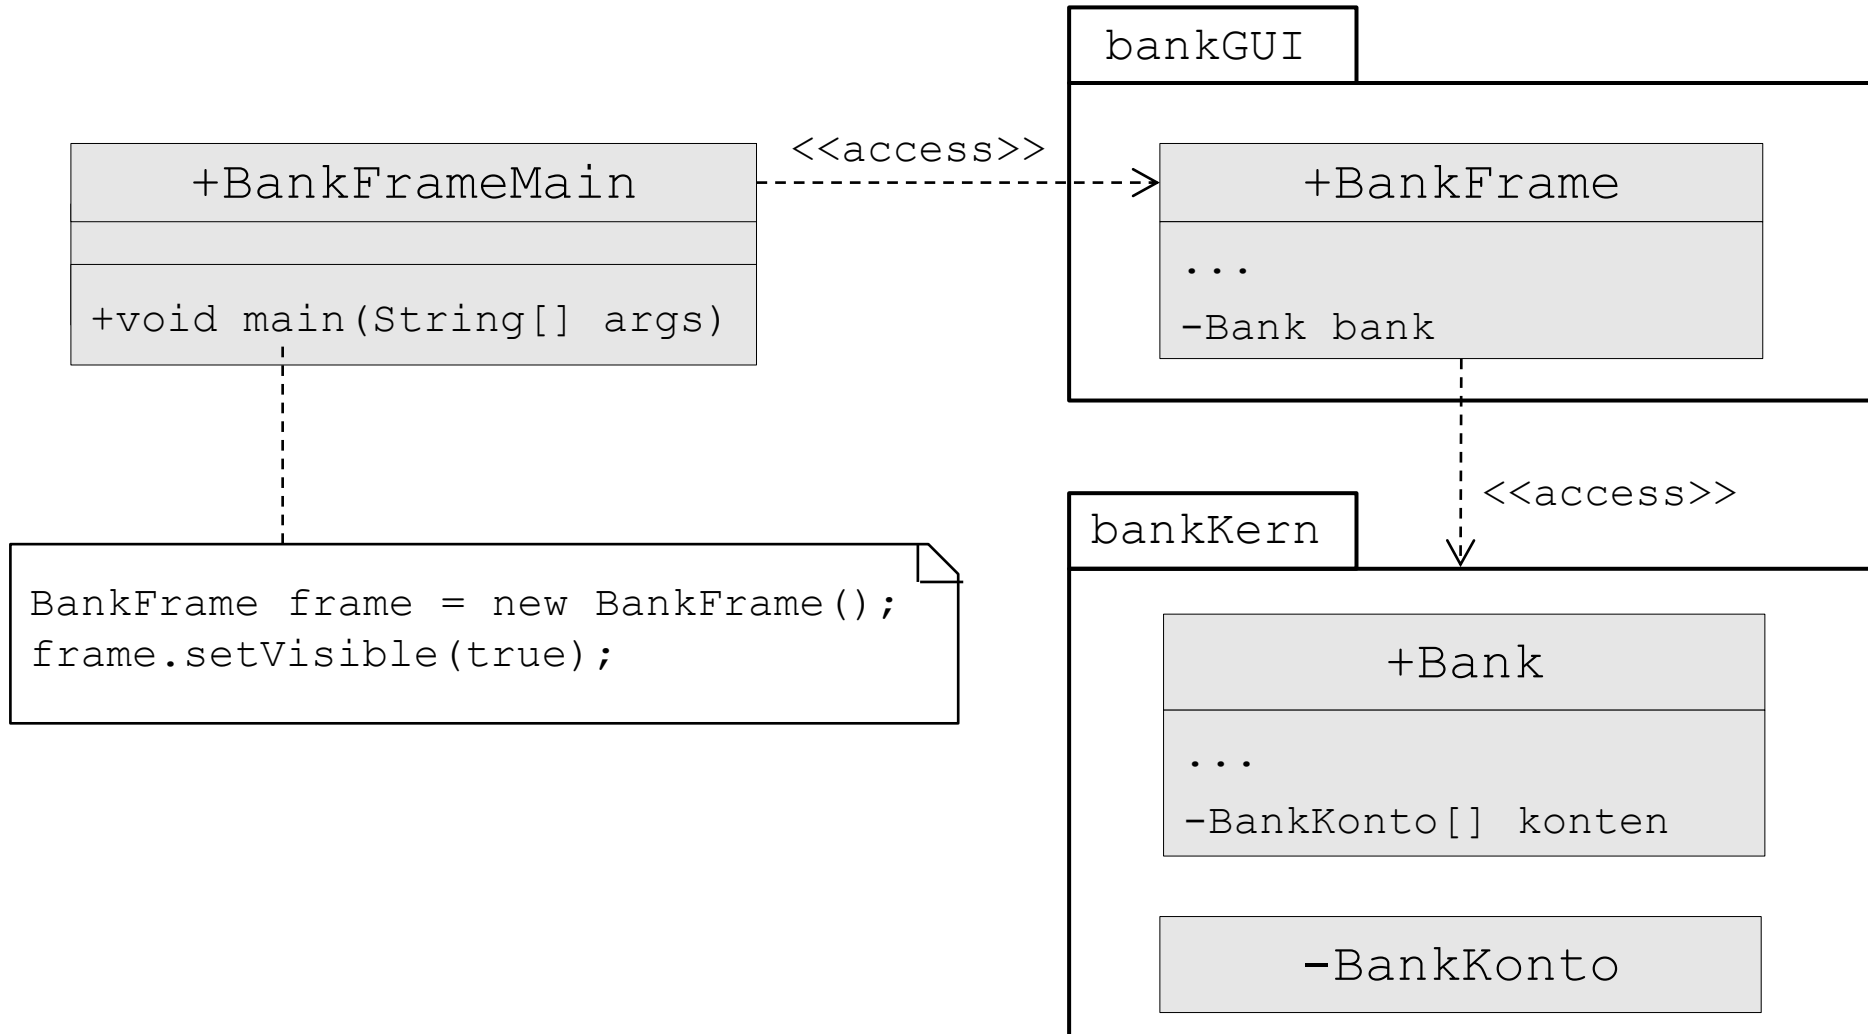 bankGUI
<<access>>
+BankFrameMain
+void main(String[] args)
+BankFrame
...
-Bank bank
<<access>>
BankFrame frame = new BankFrame();
frame.setVisible(true);
bankKern
+Bank
...
-BankKonto[] konten
-BankKonto